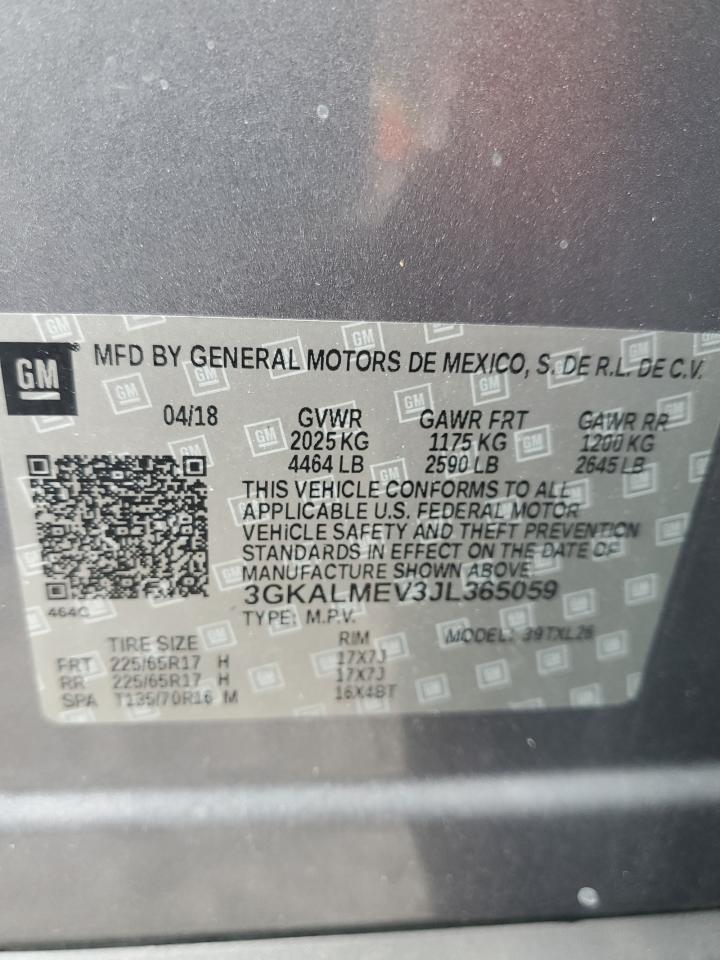 GM
MFD BY GENERAL MOTORS DE MEXICO, S. DE R.L. DE C.V.
04/18 GVWR GAWR FRT GAWR RR
2025 KG 1175 KG 1200 KG
4464 LB 2590 LB 2645 LB
THIS VEHICLE CONFORMS TO ALL
APPLICABLE U.S. FEDERAL MOTOR
VEHICLE SAFETY AND THEFT PREVENTION
STANDARDS IN EFFECT ON THE DATE OF
MANUFACTURE SHOWN ABOVE.
3GKALMEV3JL365059
464C
TYPE: M.P.V. MODEL: 39TXL26
TIRE SIZE RIM
FRT 225/65R17 H 17X7J
RR 225/65R17 H 17X7J
SPA T135/70R16 M 16X4BT